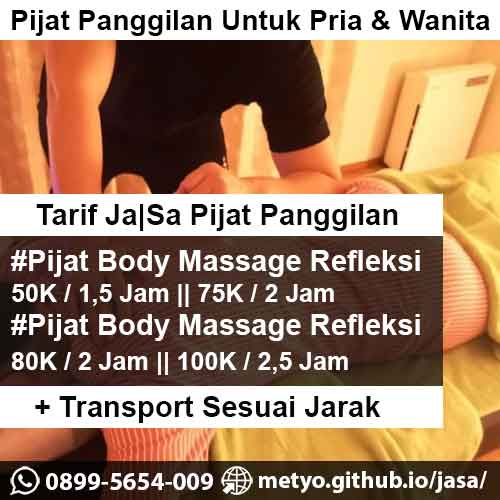 Pijat Panggilan Untuk Pria & Wanita
Tarif Ja|Sa Pijat Panggilan
#Pijat Body Massage Refleksi
50K / 1,5 Jam || 75K / 2 Jam
#Pijat Body Massage Refleksi
80K / 2 Jam || 100K / 2,5 Jam
+ Transport Sesuai Jarak
0899-5654-009 metyo.github.io/jasa/